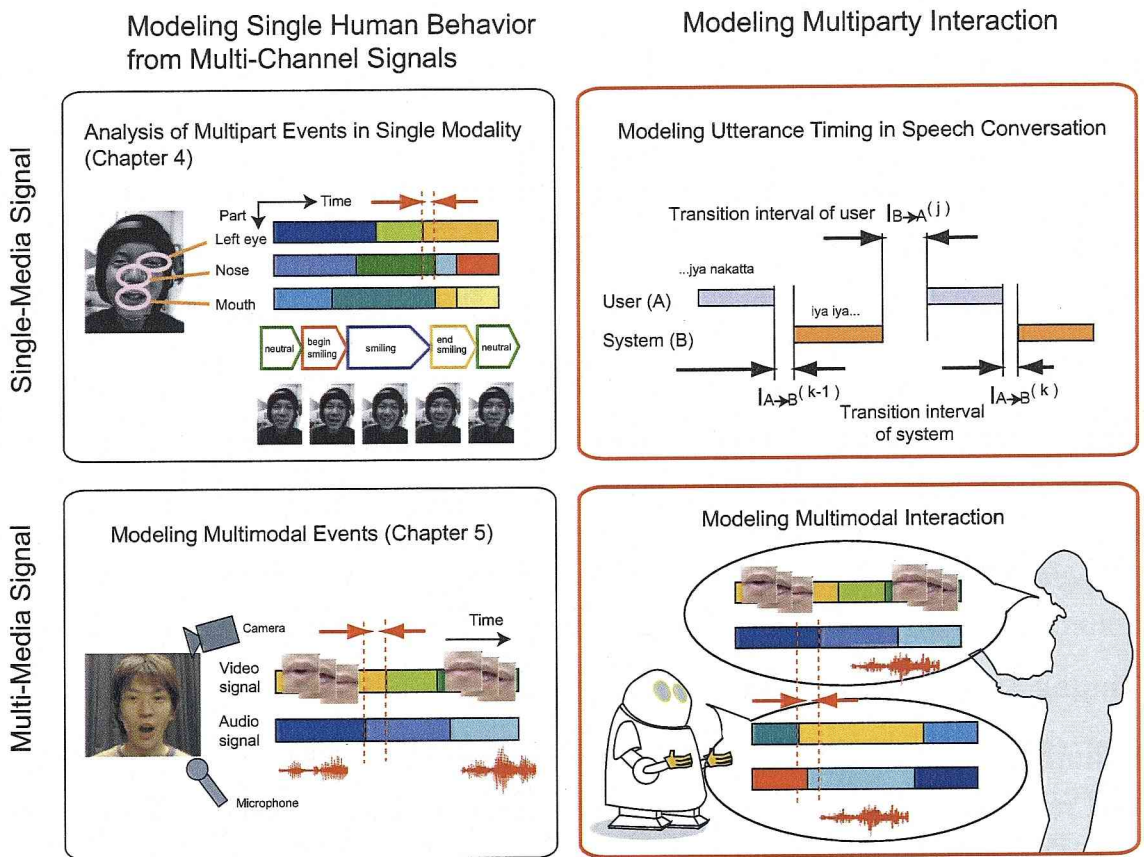 Modeling Single Human Behavior
from Multi-Channel Signals
Modeling Multiparty Interaction
Single-Media Signal
Analysis of Multipart Events in Single Modality
(Chapter 4)
Time
Part
Left eye
Nose
Mouth
neutral
begin
smiling
smiling
end
smiling
neutral
Modeling Utterance Timing in Speech Conversation
Transition interval of user I B→A (j)
...jya nakatta
User (A)
iya iya...
System (B)
I A→B (k-1)
I A→B (k)
Transition interval
of system
Multi-Media Signal
Modeling Multimodal Events (Chapter 5)
Camera
Time
Video
signal
Audio
signal
Microphone
Modeling Multimodal Interaction